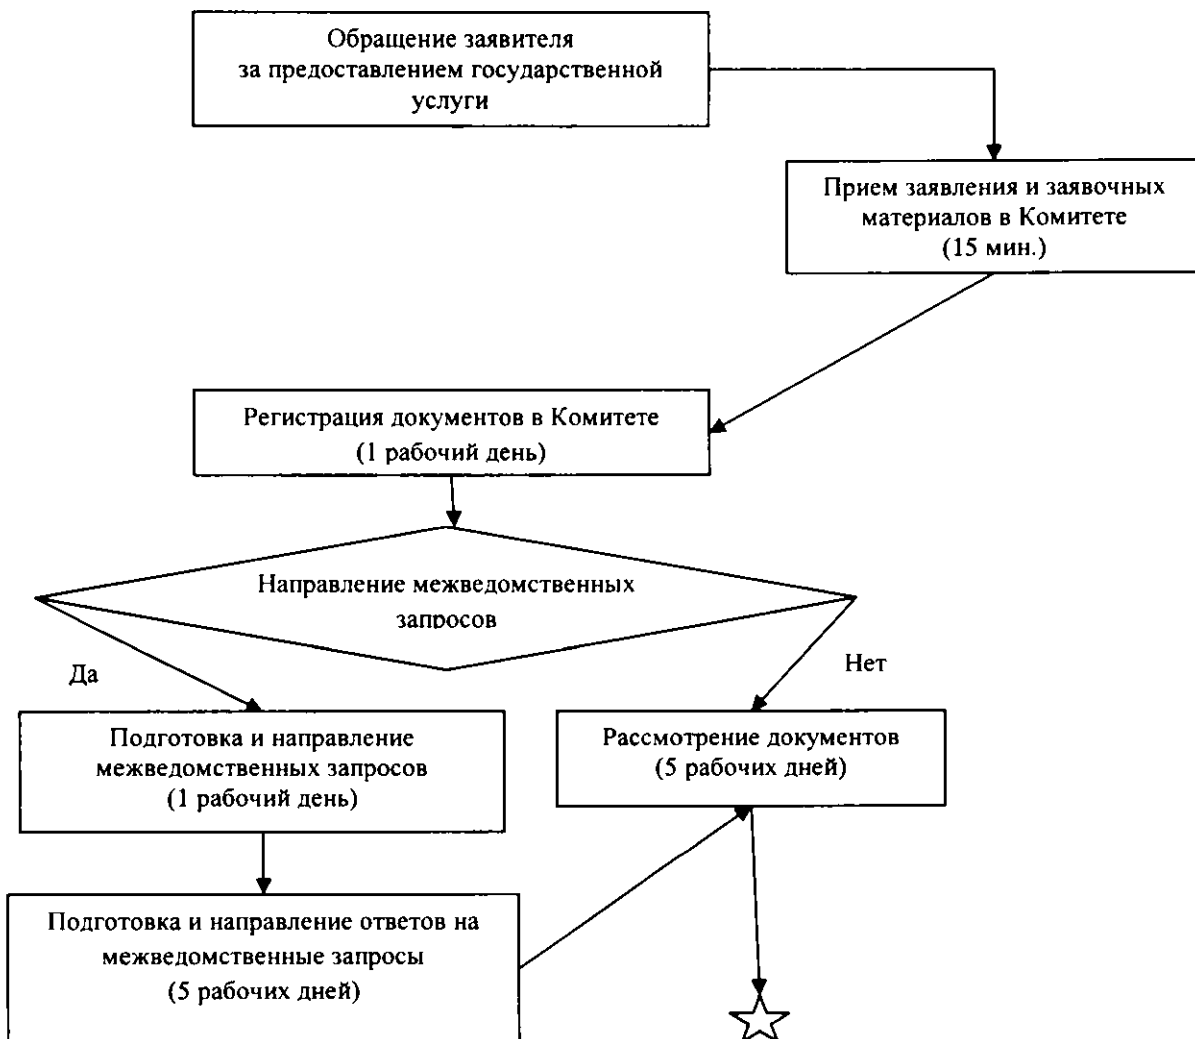 Обращение заявителя
за предоставлением государственной
услуги
Прием заявления и заявочных
материалов в Комитете
(15 мин.)
Регистрация документов в Комитете
(1 рабочий день)
Направление межведомственных
запросов
Да
Нет
Подготовка и направление
межведомственных запросов
(1 рабочий день)
Рассмотрение документов
(5 рабочих дней)
Подготовка и направление ответов на
межведомственные запросы
(5 рабочих дней)